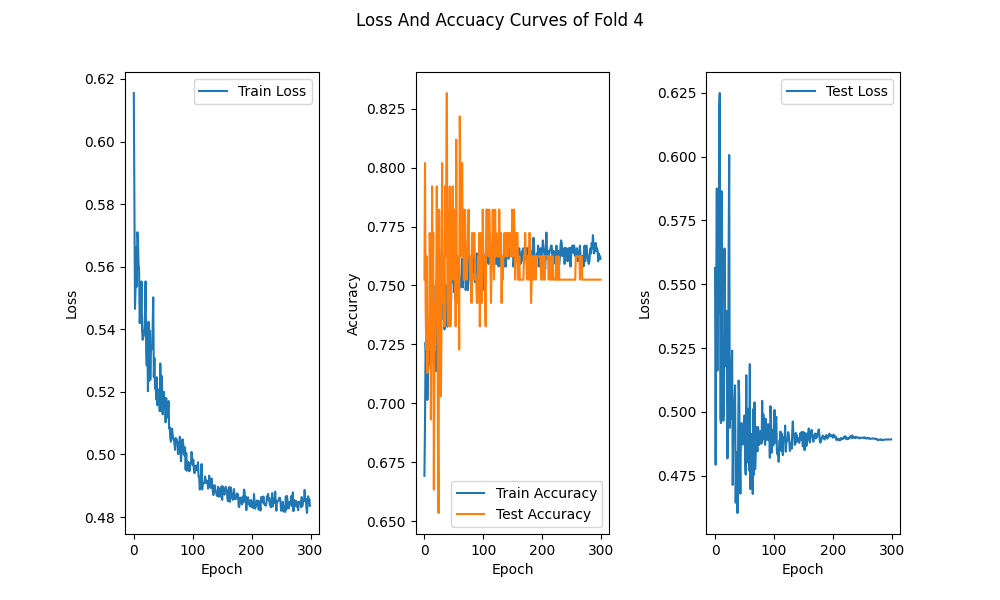 Loss And Accuacy Curves of Fold 4
Train Loss
0.62
0.60
0.58
0.56
0.54
0.52
0.50
0.48
Loss
0 100 200 300
Epoch
0.825
0.800
0.775
0.750
0.725
0.700
0.675
0.650
Accuracy
Train Accuracy
Test Accuracy
0 100 200 300
Epoch
Test Loss
0.625
0.600
0.575
0.550
0.525
0.500
0.475
Loss
0 100 200 300
Epoch